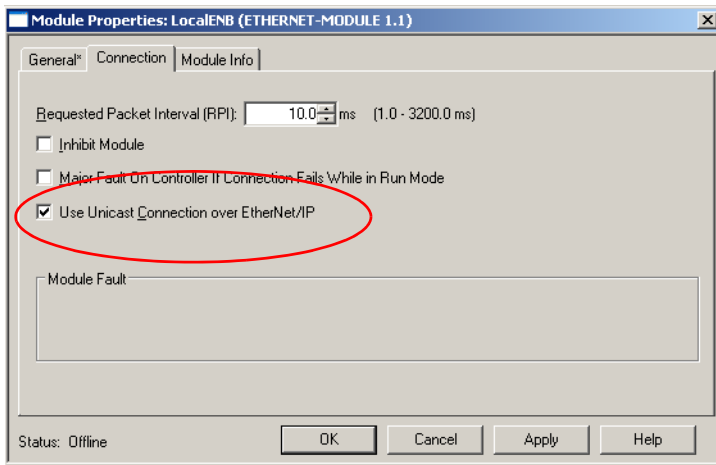 Module Properties: LocalENB (ETHERNET-MODULE 1.1)
General* Connection Module Info
Requested Packet Interval (RPI): 10.0 ms (1.0 - 3200.0 ms)
Inhibit Module
Major Fault On Controller If Connection Fails While in Run Mode
Use Unicast Connection over EtherNet/IP
Module Fault
Status: Offline OK Cancel Apply Help